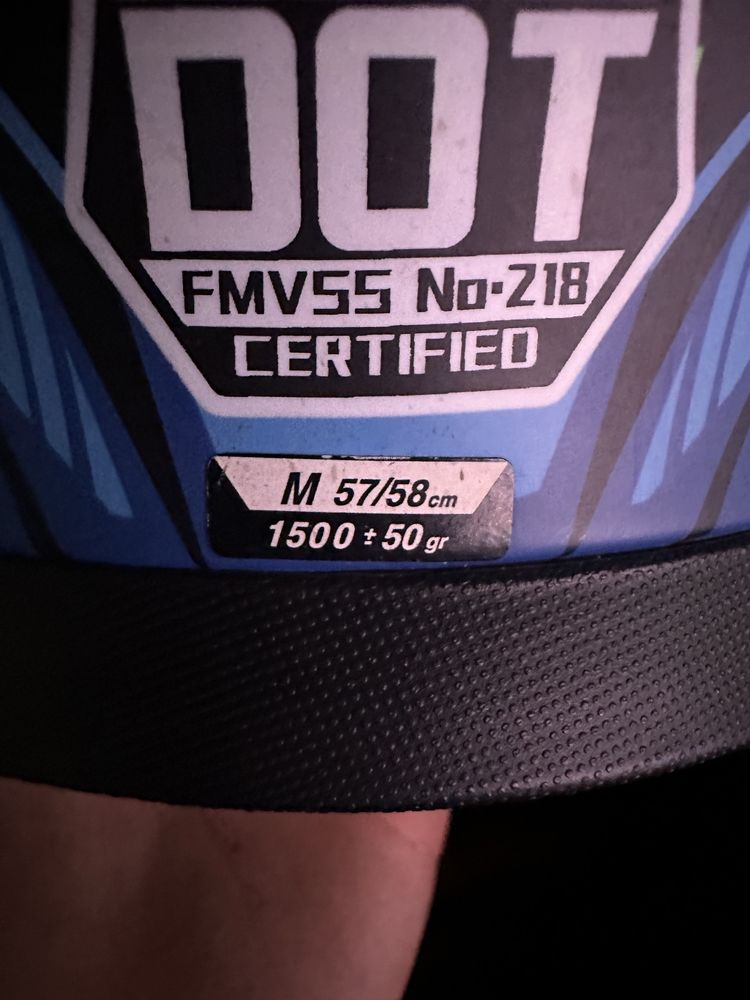 DOT
FMVSS No·218
CERTIFIED
M 57/58cm
1500 ± 50 gr